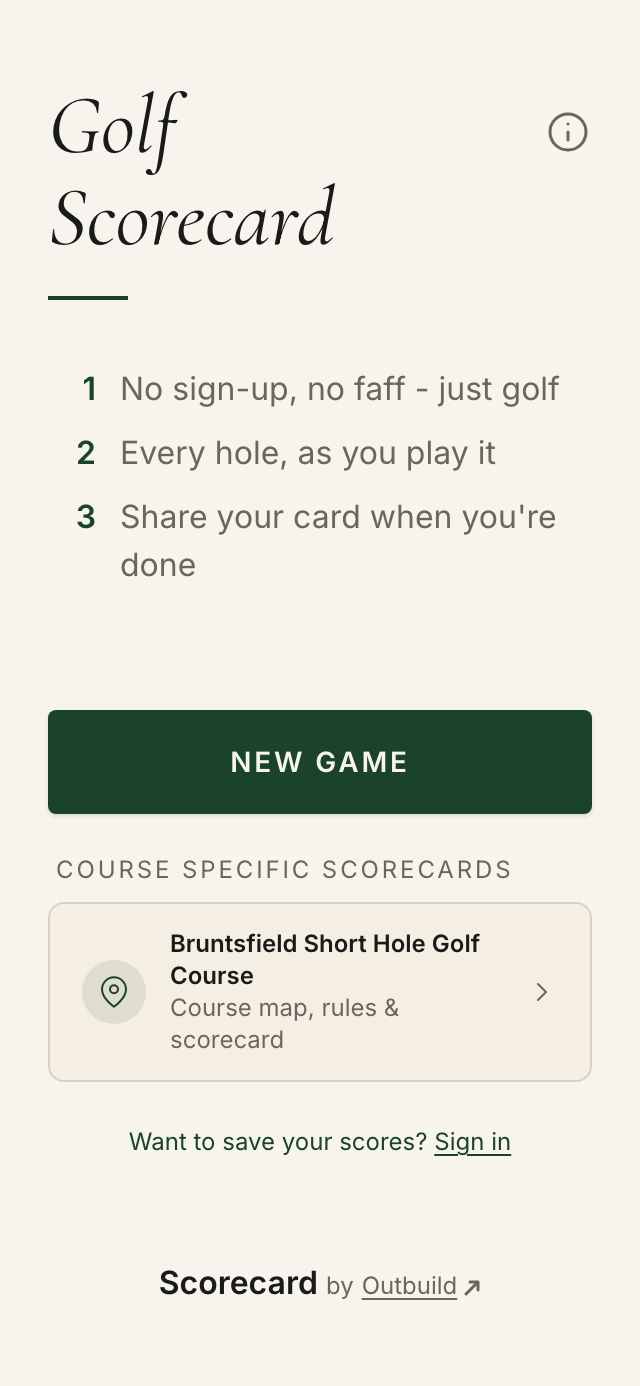 Golf
Scorecard
1 No sign-up, no faff - just golf
2 Every hole, as you play it
3 Share your card when you're
done
NEW GAME
COURSE SPECIFIC SCORECARDS
Bruntsfield Short Hole Golf
Course
Course map, rules &
scorecard
Want to save your scores? Sign in
Scorecard by Outbuild